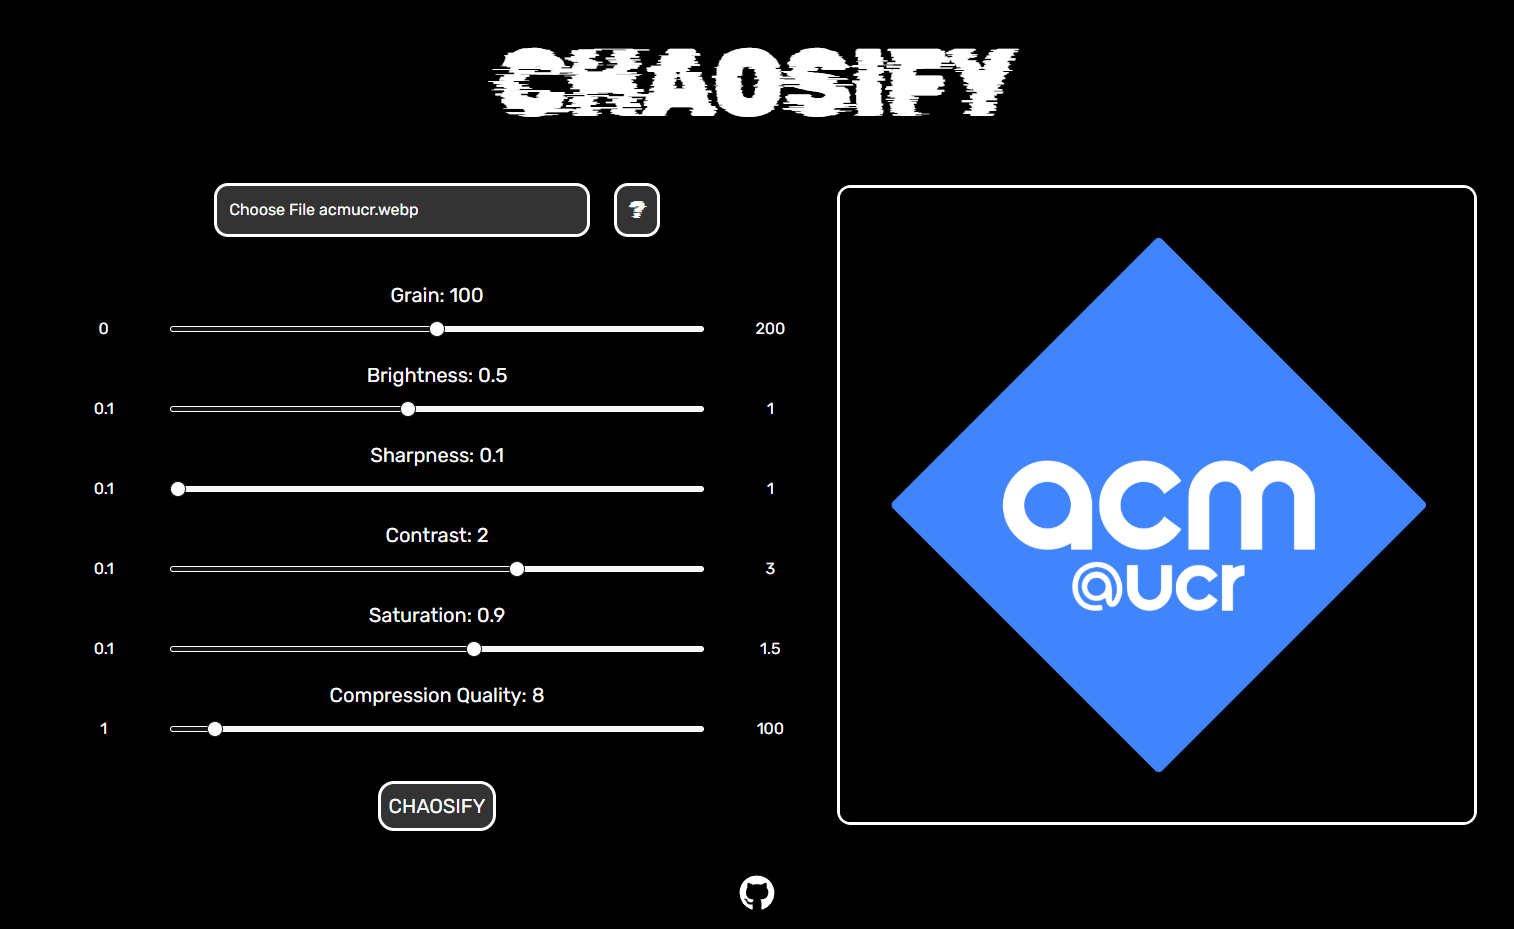 CHAOSIFY
Choose File acmucr.webp
?
Grain: 100
0
200
Brightness: 0.5
0.1
1
Sharpness: 0.1
0.1
1
Contrast: 2
0.1
3
Saturation: 0.9
0.1
1.5
Compression Quality: 8
1
100
CHAOSIFY
acm
@ucr